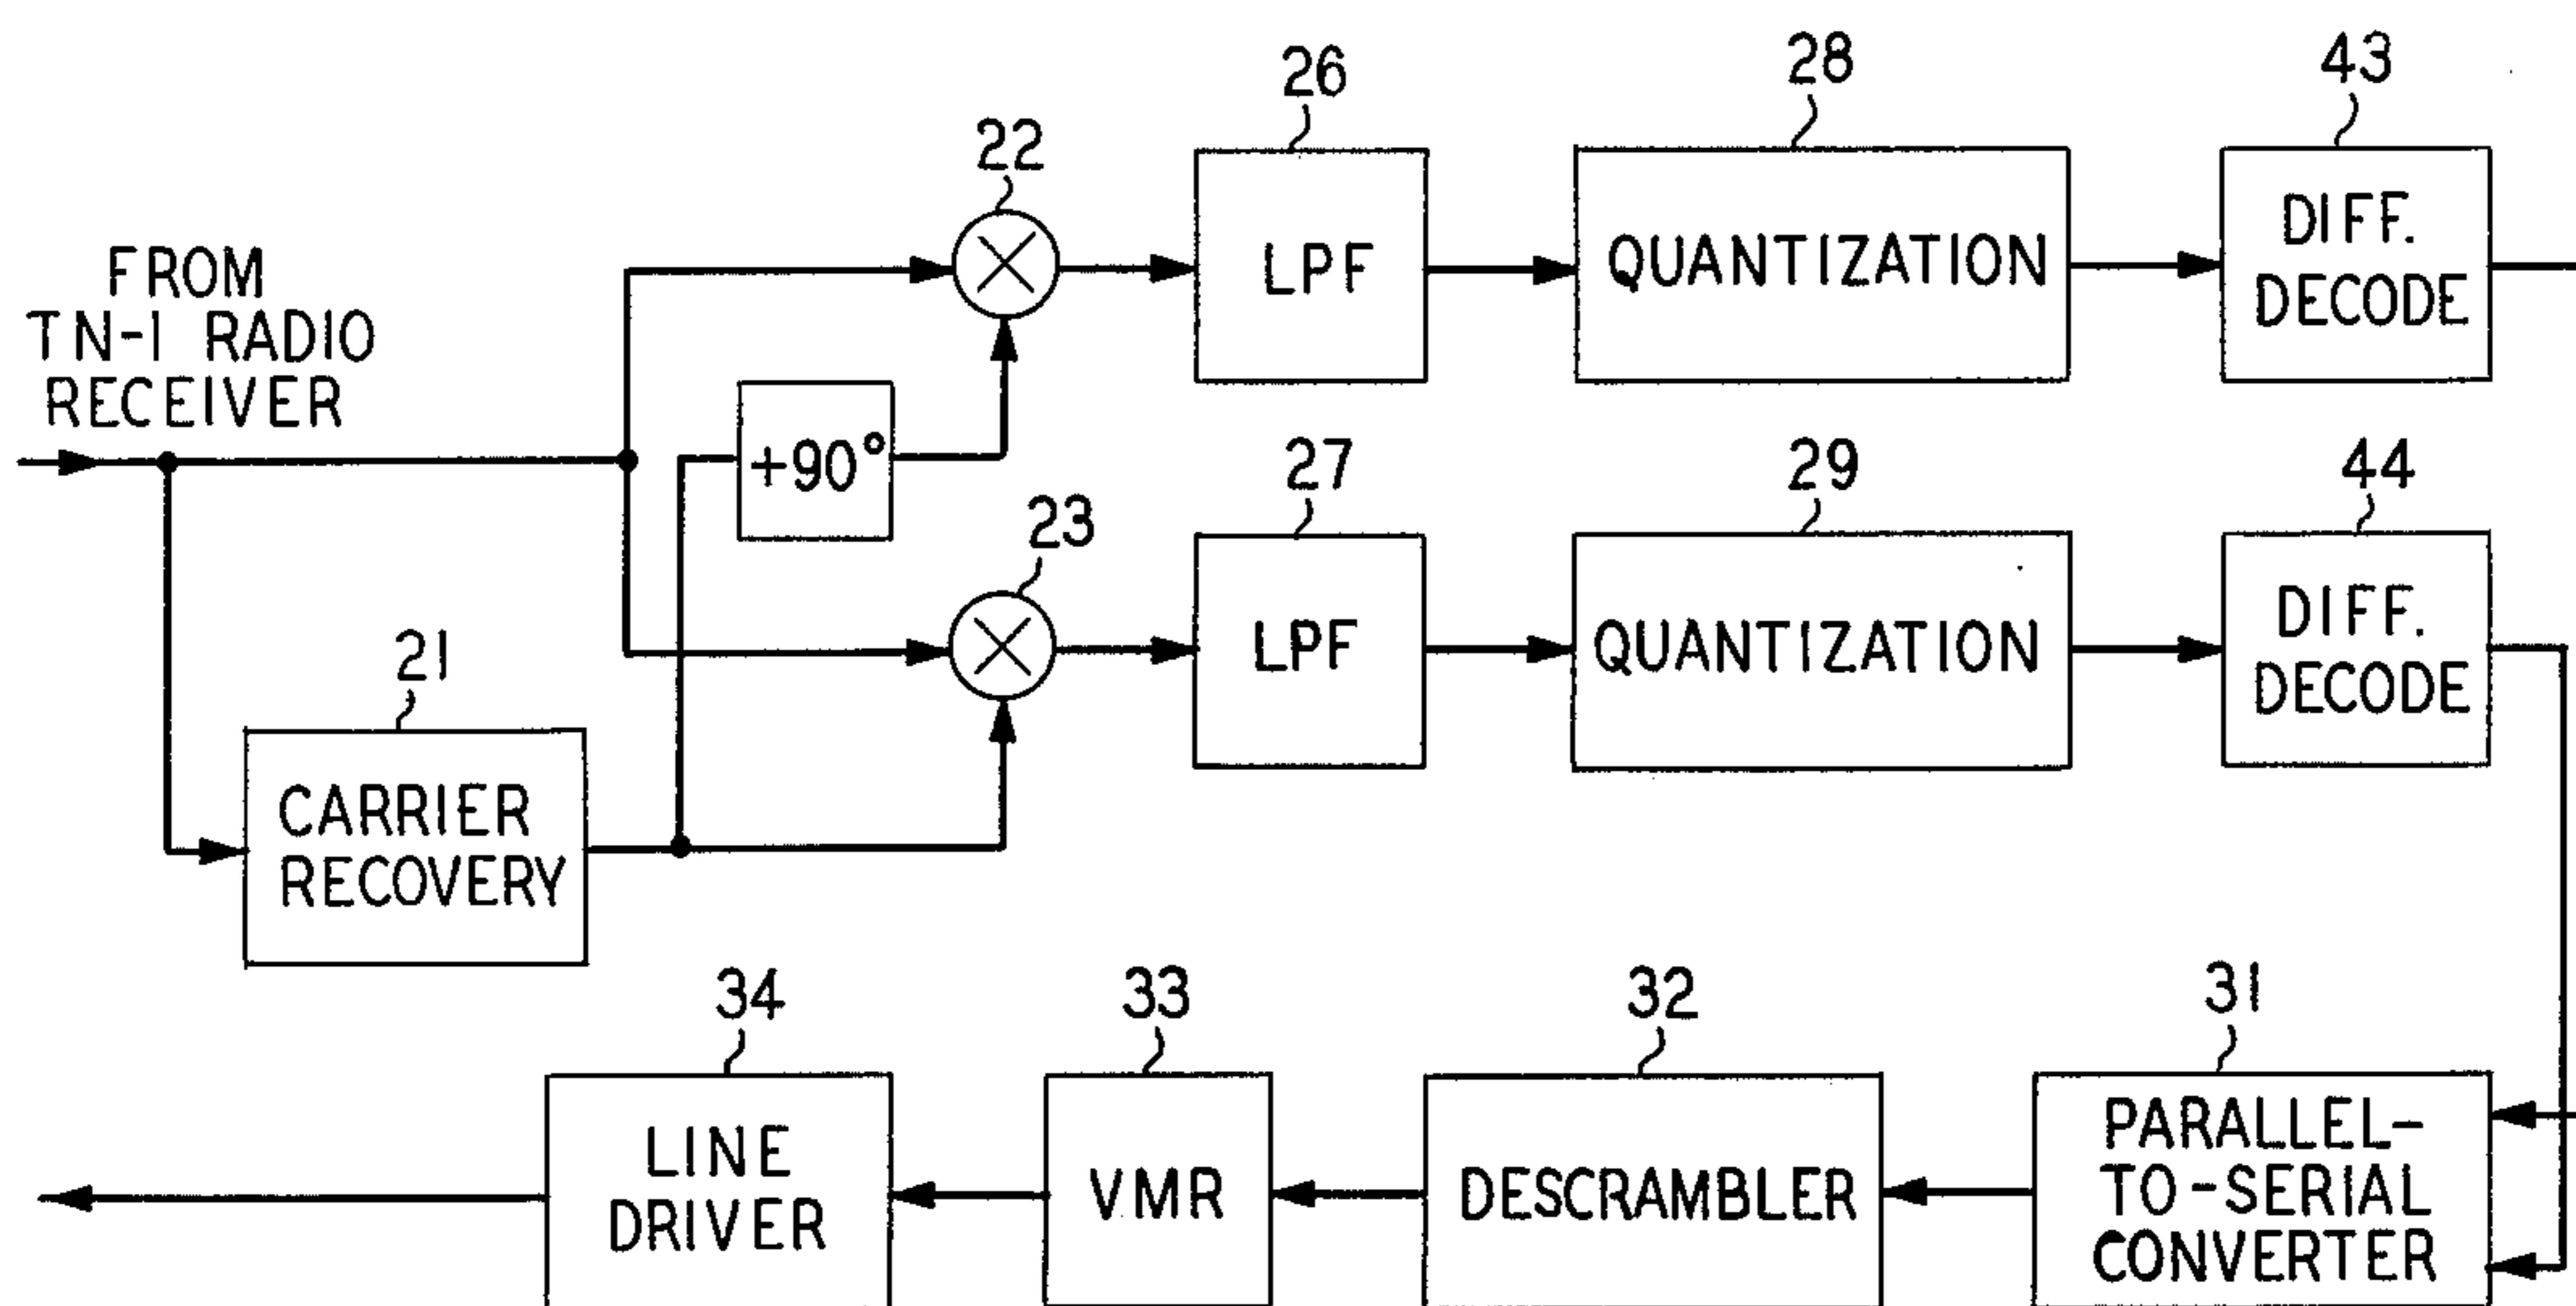 FROM
TN-1 RADIO
RECEIVER
22
26
28
43
LPF
QUANTIZATION
DIFF.
DECODE
+90°
23
27
29
44
LPF
QUANTIZATION
DIFF.
DECODE
21
CARRIER
RECOVERY
34
33
32
31
LINE
DRIVER
VMR
DESCRAMBLER
PARALLEL-
TO-SERIAL
CONVERTER